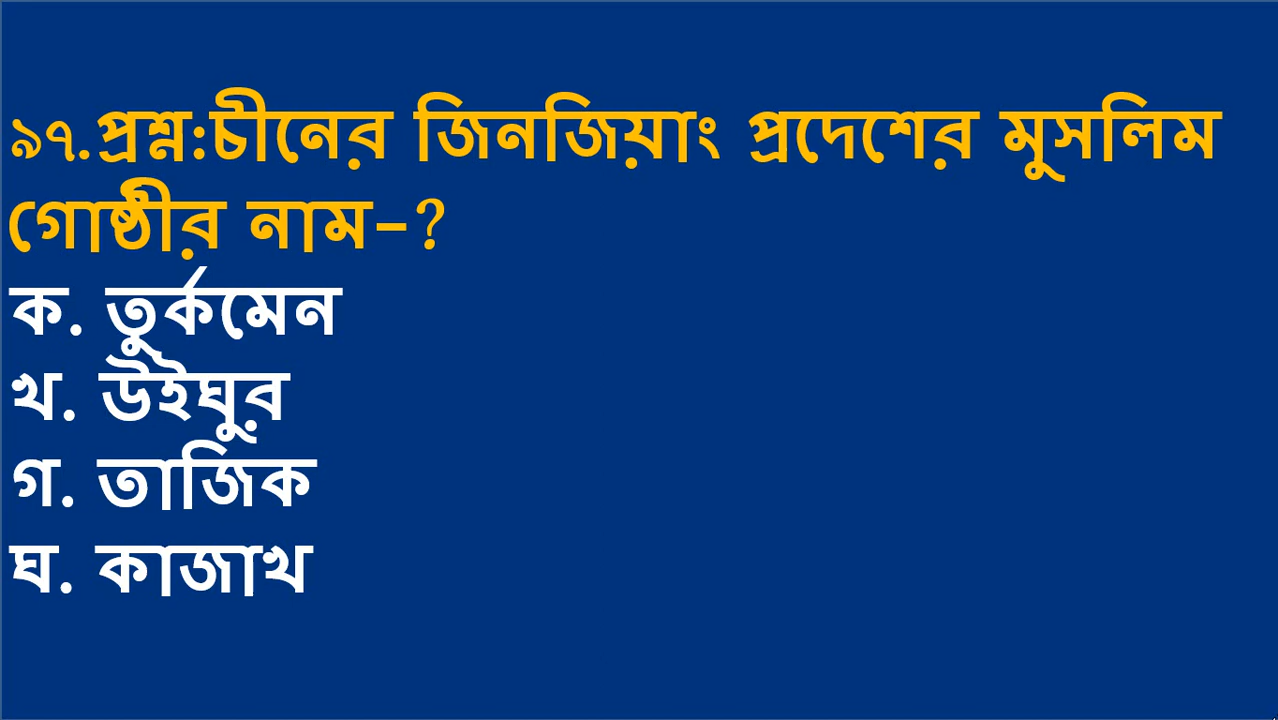 ৯৭.প্রশ্ন:চীনের জিনজিয়াং প্রদেশের মুসলিম
গোষ্ঠীর নাম-?
ক. তুর্কমেন
খ. উইঘুর
গ. তাজিক
ঘ. কাজাখ